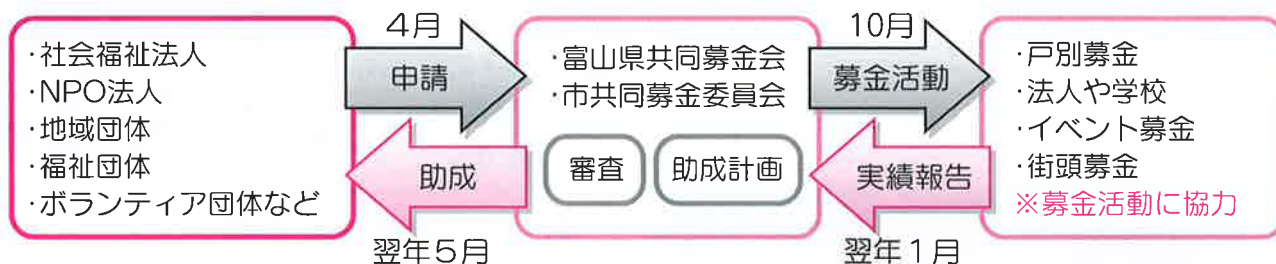 ・社会福祉法人
・NPO法人
・地域団体
・福祉団体
・ボランティア団体など
4月
申請
助成
翌年5月
・富山県共同募金会
・市共同募金委員会
審査
助成計画
10月
募金活動
実績報告
翌年1月
・戸別募金
・法人や学校
・イベント募金
・街頭募金
※募金活動に協力